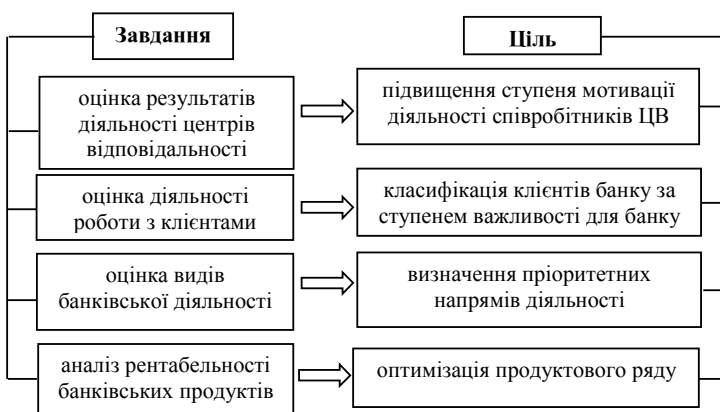 Завдання
Ціль
оцінка результатів
діяльності центрів
відповідальності
підвищення ступеня мотивації
діяльності співробітників ЦВ
оцінка діяльності
роботи з клієнтами
класифікація клієнтів банку за
ступенем важливості для банку
оцінка видів
банківської діяльності
визначення пріоритетних
напрямів діяльності
аналіз рентабельності
банківських продуктів
оптимізація продуктового ряду